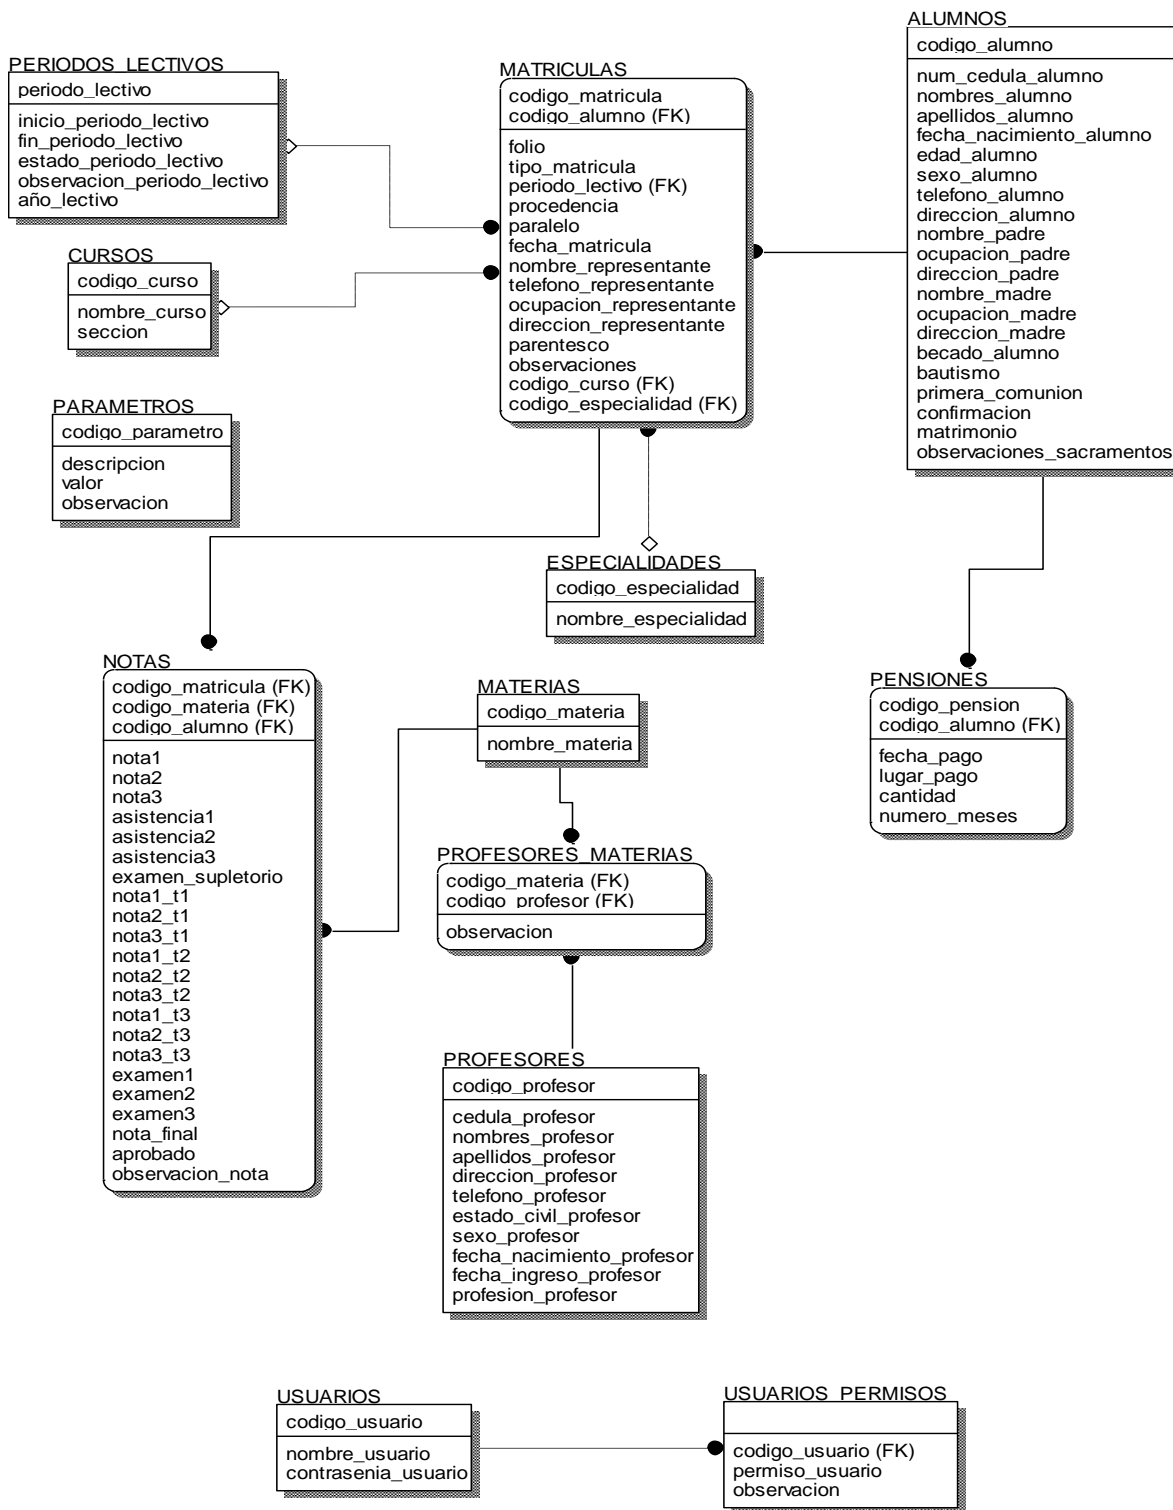 PERIODOS_LECTIVOS
periodo_lectivo
inicio_periodo_lectivo
fin_periodo_lectivo
estado_periodo_lectivo
observacion_periodo_lectivo
año_lectivo
CURSOS
codigo_curso
nombre_curso
seccion
PARAMETROS
codigo_parametro
descripcion
valor
observacion
MATRICULAS
codigo_matricula
codigo_alumno (FK)
folio
tipo_matricula
periodo_lectivo (FK)
procedencia
paralelo
fecha_matricula
nombre_representante
telefono_representante
ocupacion_representante
direccion_representante
parentesco
observaciones
codigo_curso (FK)
codigo_especialidad (FK)
ALUMNOS
codigo_alumno
num_cedula_alumno
nombres_alumno
apellidos_alumno
fecha_nacimiento_alumno
edad_alumno
sexo_alumno
telefono_alumno
direccion_alumno
nombre_padre
ocupacion_padre
direccion_padre
nombre_madre
ocupacion_madre
direccion_madre
becado_alumno
bautismo
primera_comunion
confirmacion
matrimonio
observaciones_sacramentos
ESPECIALIDADES
codigo_especialidad
nombre_especialidad
NOTAS
codigo_matricula (FK)
codigo_materia (FK)
codigo_alumno (FK)
nota1
nota2
nota3
asistencia1
asistencia2
asistencia3
examen_supletorio
nota1_t1
nota2_t1
nota3_t1
nota1_t2
nota2_t2
nota3_t2
nota1_t3
nota2_t3
nota3_t3
examen1
examen2
examen3
nota_final
aprobado
observacion_nota
MATERIAS
codigo_materia
nombre_materia
PROFESORES_MATERIAS
codigo_materia (FK)
codigo_profesor (FK)
observacion
PROFESORES
codigo_profesor
cedula_profesor
nombres_profesor
apellidos_profesor
direccion_profesor
telefono_profesor
estado_civil_profesor
sexo_profesor
fecha_nacimiento_profesor
fecha_ingreso_profesor
profesion_profesor
PENSIONES
codigo_pension
codigo_alumno (FK)
fecha_pago
lugar_pago
cantidad
numero_meses
USUARIOS
codigo_usuario
nombre_usuario
contrasenia_usuario
USUARIOS_PERMISOS
codigo_usuario (FK)
permiso_usuario
observacion